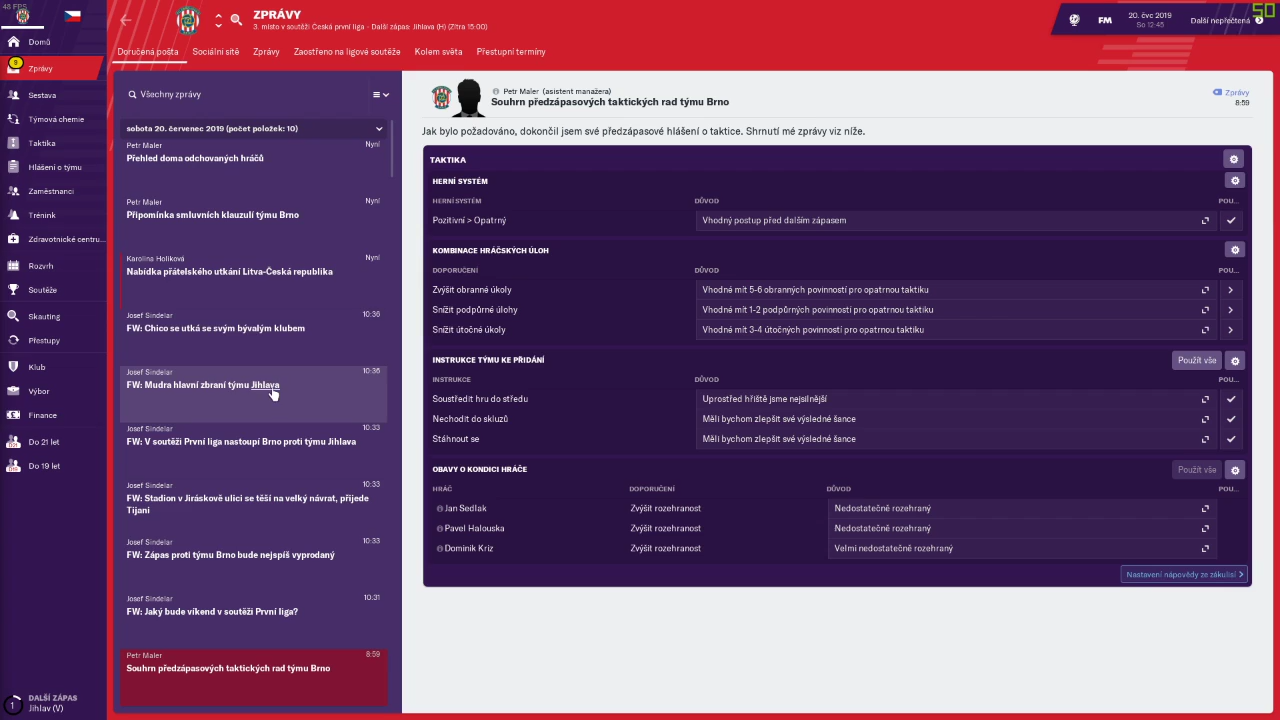 48 FPS
50
ZPRÁVY
3. místo v soutěži Česká první liga - Další zápas: Jihlava (H) (Zítra 15:00)
FM
20. čvc 2019
So 12:45
Další nepřečtená
Doručená pošta
Sociální sítě
Zprávy
Zaostřeno na ligové soutěže
Kolem světa
Přestupní termíny
Domů
9
Zprávy
Sestava
Týmová chemie
Taktika
Hlášení o týmu
Zaměstnanci
Trénink
Zdravotnické centru...
Rozvrh
Soutěže
Skauting
Přestupy
Klub
Výbor
Finance
Do 21 let
Do 19 let
1
DALŠÍ ZÁPAS
Jihlav (V)
Všechny zprávy
sobota 20. červenec 2019 (počet položek: 10)
Petr Maler
Nyní
Přehled doma odchovaných hráčů
Petr Maler
Nyní
Připomínka smluvních klauzulí týmu Brno
Karolína Holíková
Nyní
Nabídka přátelského utkání Litva-Česká republika
Josef Sindelar
10:36
FW: Chico se utká se svým bývalým klubem
Josef Sindelar
10:36
FW: Mudra hlavní zbraní týmu Jihlava
Josef Sindelar
10:33
FW: V soutěži První liga nastoupí Brno proti týmu Jihlava
Josef Sindelar
10:33
FW: Stadion v Jiráskově ulici se těší na velký návrat, přijede
Tijani
Josef Sindelar
10:33
FW: Zápas proti týmu Brno bude nejspíš vyprodaný
Josef Sindelar
10:31
FW: Jaký bude víkend v soutěži První liga?
Petr Maler
8:59
Souhrn předzápasových taktických rad týmu Brno
Petr Maler (asistent manažera)
Souhrn předzápasových taktických rad týmu Brno
Zprávy
8:59
Jak bylo požadováno, dokončil jsem své předzápasové hlášení o taktice. Shrnutí mé zprávy viz níže.
TAKTIKA
HERNÍ SYSTÉM
HERNÍ SYSTÉM
DŮVOD
POU...
Pozitivní > Opatrný
Vhodný postup před dalším zápasem
KOMBINACE HRÁČSKÝCH ÚLOH
DOPORUČENÍ
DŮVOD
POU...
Zvýšit obranné úkoly
Vhodné mít 5-6 obranných povinností pro opatrnou taktiku
Snížit podpůrné úlohy
Vhodné mít 1-2 podpůrných povinností pro opatrnou taktiku
Snížit útočné úkoly
Vhodné mít 3-4 útočných povinností pro opatrnou taktiku
INSTRUKCE TÝMU KE PŘIDÁNÍ
Použít vše
INSTRUKCE
DŮVOD
POU...
Soustředit hru do středu
Uprostřed hřiště jsme nejsilnější
Nechodit do skluzů
Měli bychom zlepšit své výsledné šance
Stáhnout se
Měli bychom zlepšit své výsledné šance
OBAVY O KONDICI HRÁČE
Použít vše
HRÁČ
DOPORUČENÍ
DŮVOD
POU...
Jan Sedlak
Zvýšit rozehranost
Nedostatečně rozehraný
Pavel Halouska
Zvýšit rozehranost
Nedostatečně rozehraný
Dominik Kriz
Zvýšit rozehranost
Velmi nedostatečně rozehraný
Nastavení nápovědy ze zákulisí